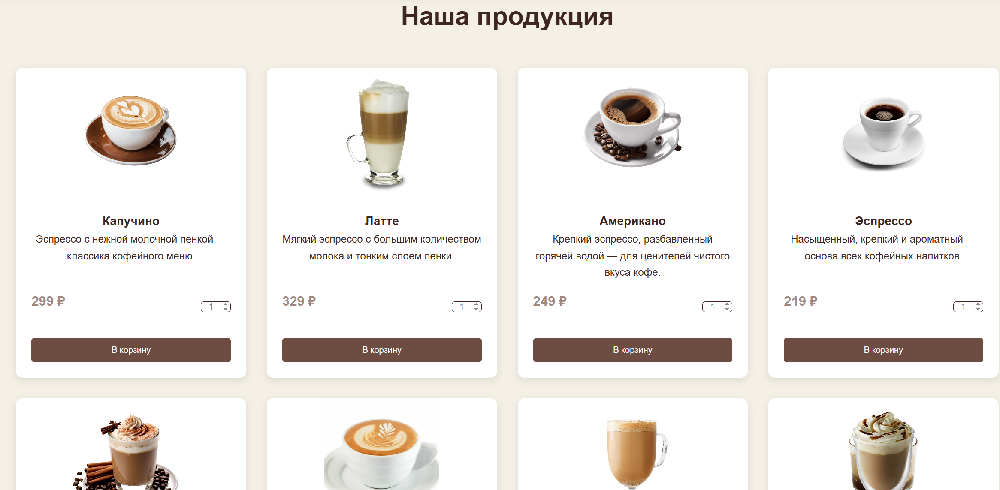 Наша продукция
Капучино
Эспрессо с нежной молочной пенкой —
классика кофейного меню.
299 ₽
1
В корзину
Латте
Мягкий эспрессо с большим количеством
молока и тонким слоем пенки.
329 ₽
1
В корзину
Американо
Крепкий эспрессо, разбавленный
горячей водой — для ценителей чистого
вкуса кофе.
249 ₽
1
В корзину
Эспрессо
Насыщенный, крепкий и ароматный —
основа всех кофейных напитков.
219 ₽
1
В корзину